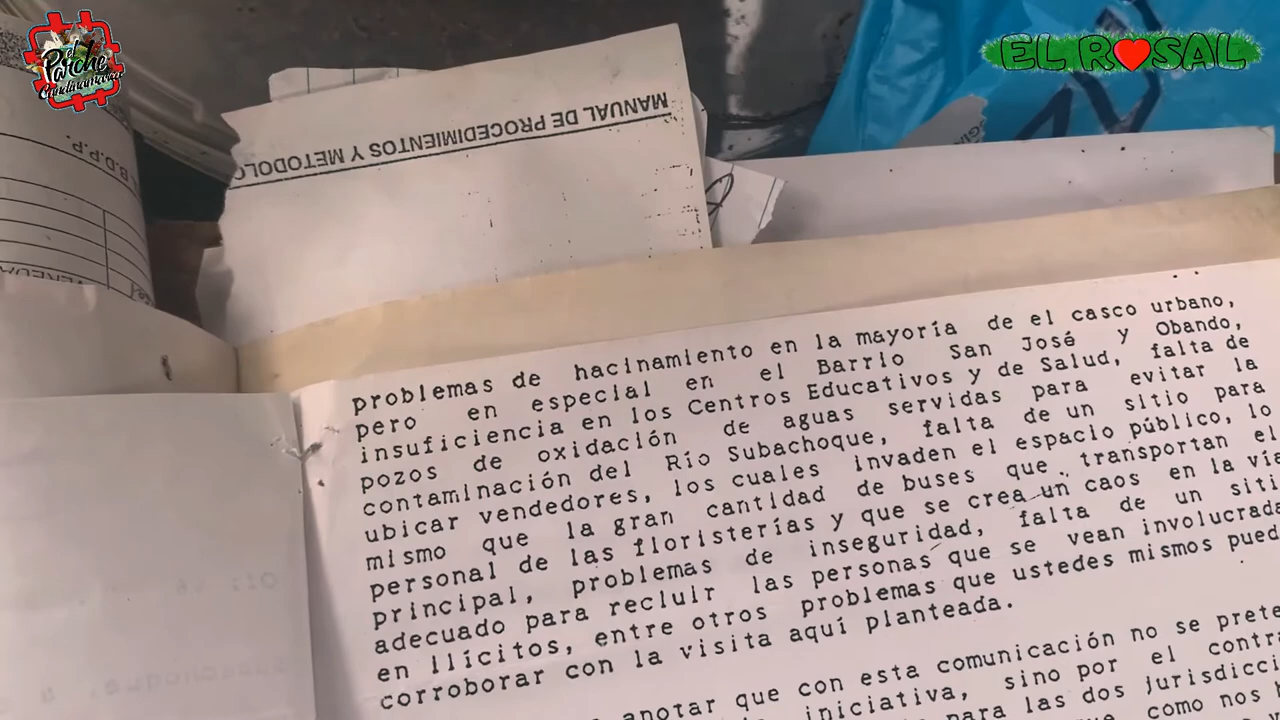 el
Parche
Cundinamarca
EL ROSAL
B.D.P.P
MANUAL DE PROCEDIMIENTOS Y METODOLO
problemas de hacinamiento en la mayoría de el casco urbano,
pero en especial en el Barrio San José y Obando,
insuficiencia en los Centros Educativos y de Salud, falta de
pozos de oxidación de aguas servidas para evitar la
contaminación del Río Subachoque, falta de un sitio para
ubicar vendedores, los cuales invaden el espacio público, lo
mismo que la gran cantidad de buses que transportan el
personal de las floristerías y que se crea un caos en la vía
principal, problemas de inseguridad, falta de un siti
adecuado para recluir las personas que se vean involucrada
en ilícitos, entre otros problemas que ustedes mismos pued
corroborar con la visita aquí planteada.
anotar que con esta comunicación no se prete
iniciativa, sino por el contra
para las dos jurisdicci
que como nos h